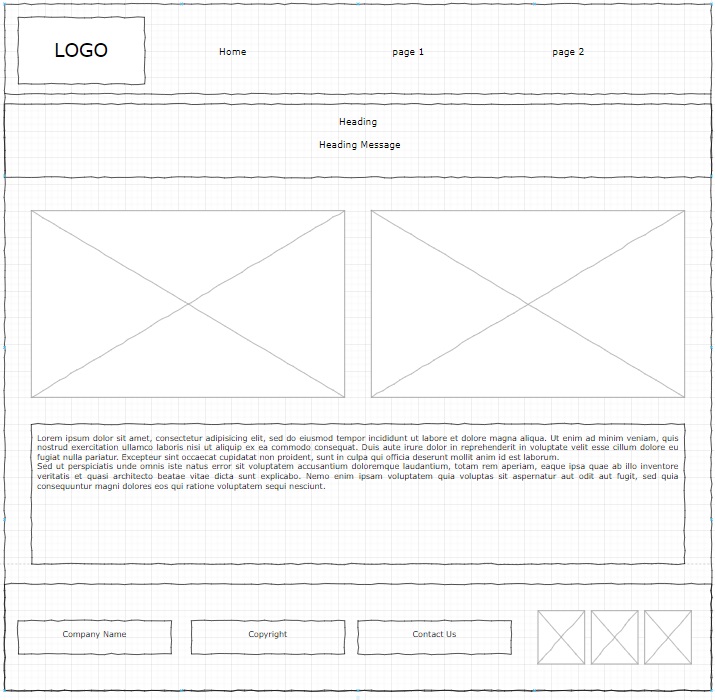 LOGO
Home
page 1
page 2
Heading
Heading Message
Lorem ipsum dolor sit amet, consectetur adipisicing elit, sed do eiusmod tempor incididunt ut labore et dolore magna aliqua. Ut enim ad minim veniam, quis
nostrud exercitation ullamco laboris nisi ut aliquip ex ea commodo consequat. Duis aute irure dolor in reprehenderit in voluptate velit esse cillum dolore eu
fugiat nulla pariatur. Excepteur sint occaecat cupidatat non proident, sunt in culpa qui officia deserunt mollit anim id est laborum.
Sed ut perspiciatis unde omnis iste natus error sit voluptatem accusantium doloremque laudantium, totam rem aperiam, eaque ipsa quae ab illo inventore
veritatis et quasi architecto beatae vitae dicta sunt explicabo. Nemo enim ipsam voluptatem quia voluptas sit aspernatur aut odit aut fugit, sed quia
consequuntur magni dolores eos qui ratione voluptatem sequi nesciunt.
Company Name
Copyright
Contact Us